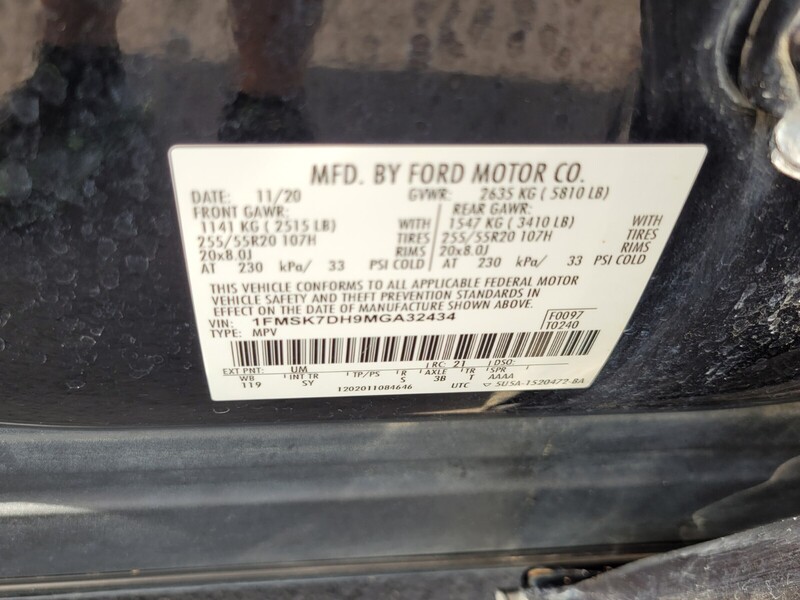 MFD. BY FORD MOTOR CO.
DATE: 11/20 GVWR: 2635 KG ( 5810 LB)
FRONT GAWR: REAR GAWR:
1141 KG ( 2515 LB) WITH 1547 KG ( 3410 LB) WITH
255/55R20 107H TIRES 255/55R20 107H TIRES
20x8.0J RIMS 20x8.0J RIMS
AT 230 kPa/ 33 PSI COLD AT 230 kPa/ 33 PSI COLD
THIS VEHICLE CONFORMS TO ALL APPLICABLE FEDERAL MOTOR
VEHICLE SAFETY AND THEFT PREVENTION STANDARDS IN
EFFECT ON THE DATE OF MANUFACTURE SHOWN ABOVE.
VIN: 1FMSK7DH9MGA32434 F0097
TYPE: MPV T0240
EXT PNT: UM RC: 21 DSO:
WB INT TR TP/PS R AXLE TR SPR
119 SY S 3B T AAAA
1202011084646 UTC 5U5A-1520472-BA